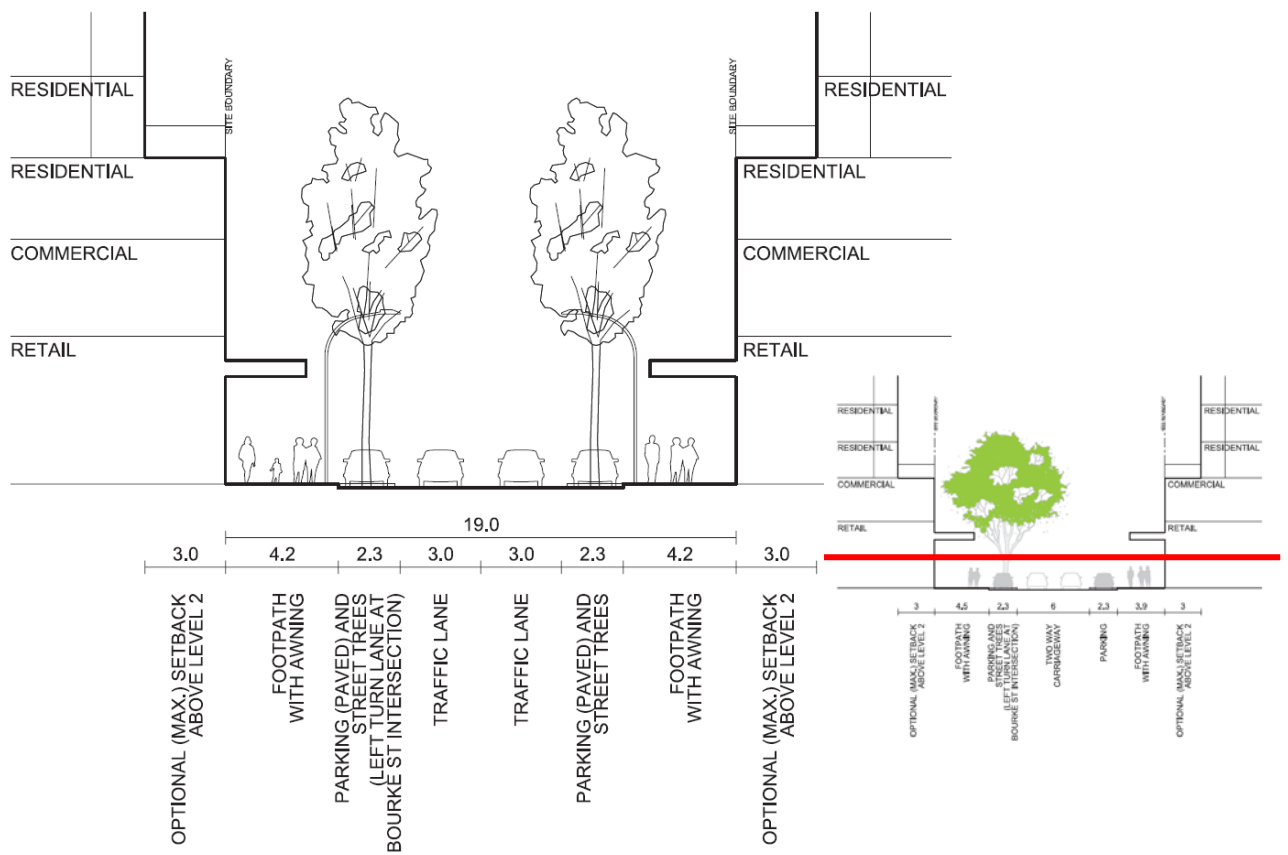 RESIDENTIAL
SITE BOUNDARY
SITE BOUNDARY
RESIDENTIAL
RESIDENTIAL
RESIDENTIAL
COMMERCIAL
COMMERCIAL
RETAIL
RETAIL
19.0
3.0 4.2 2.3 3.0 3.0 2.3 4.2 3.0
OPTIONAL (MAX.) SETBACK
ABOVE LEVEL 2
FOOTPATH
WITH AWNING
PARKING (PAVED) AND
STREET TREES
(LEFT TURN LANE AT
BOURKE ST INTERSECTION)
TRAFFIC LANE
TRAFFIC LANE
PARKING (PAVED) AND
STREET TREES
FOOTPATH
WITH AWNING
OPTIONAL (MAX.) SETBACK
ABOVE LEVEL 2
RESIDENTIAL
RESIDENTIAL
RESIDENTIAL
RESIDENTIAL
COMMERCIAL
COMMERCIAL
RETAIL
RETAIL
3 4,5 2,3 6 2,3 3,9 3
OPTIONAL (MAX.) SETBACK
ABOVE LEVEL 2
FOOTPATH
WITH AWNING
PARKING AND
STREET TREES
(LEFT TURN LANE AT
BOURKE ST INTERSECTION)
TWO WAY
CARRIAGEWAY
PARKING
FOOTPATH
WITH AWNING
OPTIONAL (MAX.) SETBACK
ABOVE LEVEL 2